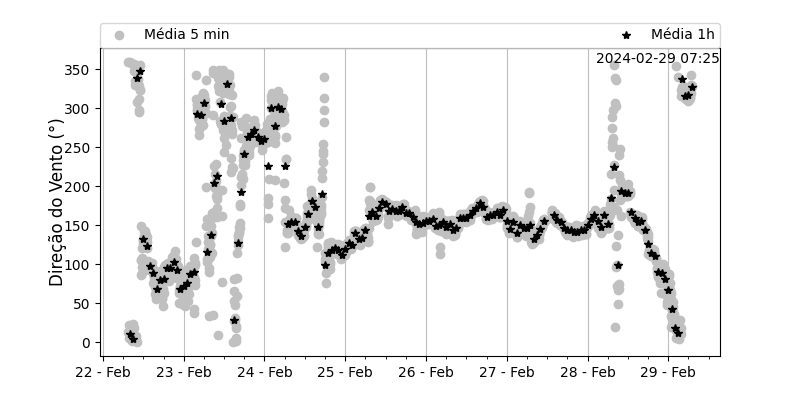 Média 5 min
Média 1h
2024-02-29 07:25
Direção do Vento (°)
350
300
250
200
150
100
50
0
22 - Feb
23 - Feb
24 - Feb
25 - Feb
26 - Feb
27 - Feb
28 - Feb
29 - Feb